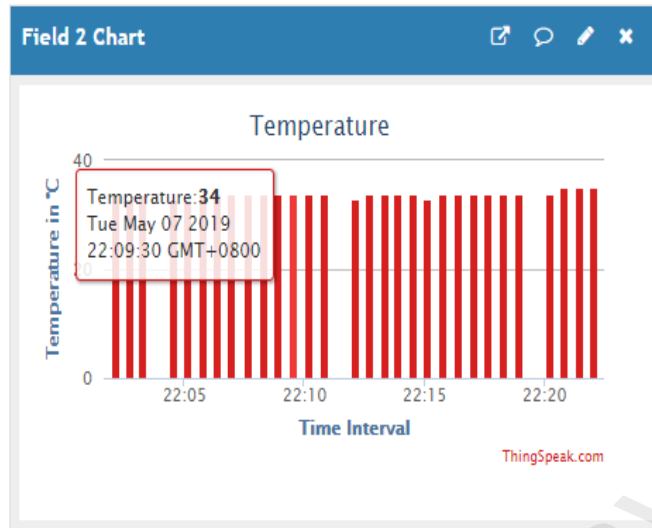 Field 2 Chart
Temperature
Temperature in °C
40
20
0
Temperature:34
Tue May 07 2019
22:09:30 GMT+0800
22:05
22:10
22:15
22:20
Time Interval
ThingSpeak.com